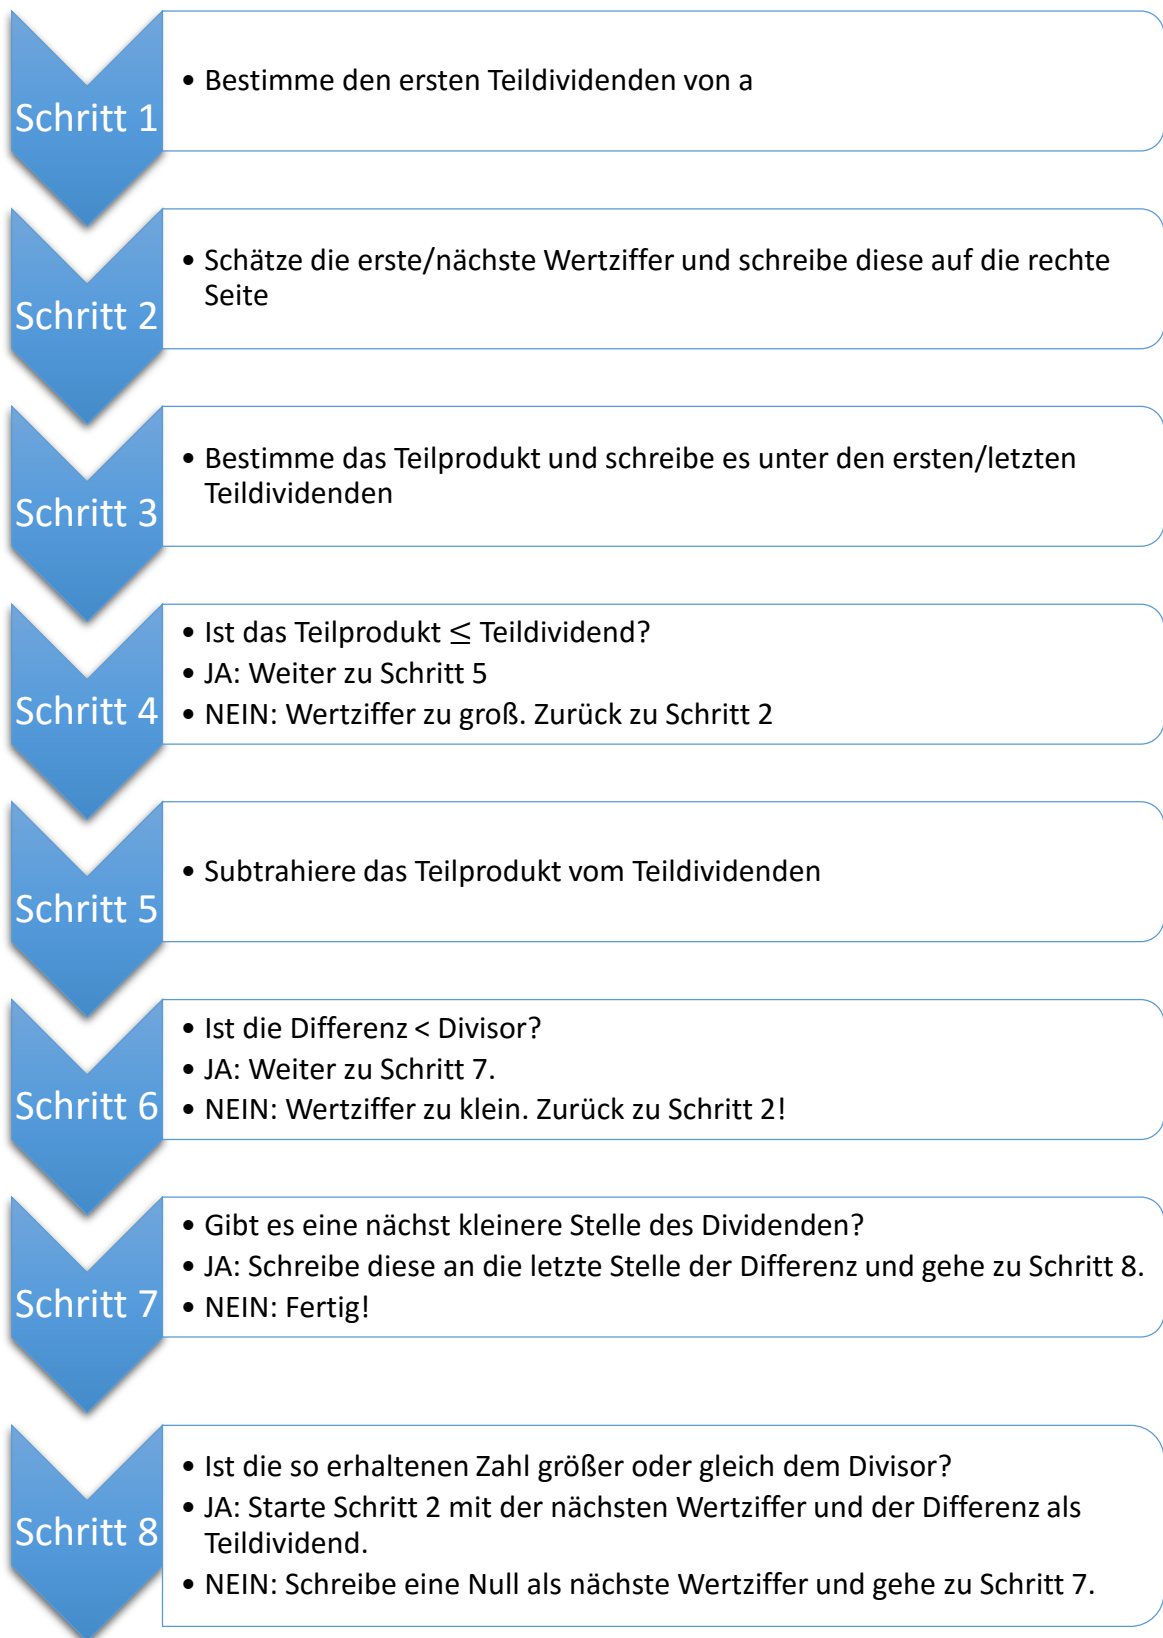 Schritt 1
• Bestimme den ersten Teildividenden von a
Schritt 2
• Schätze die erste/nächste Wertziffer und schreibe diese auf die rechte
Seite
Schritt 3
• Bestimme das Teilprodukt und schreibe es unter den ersten/letzten
Teildividenden
Schritt 4
• Ist das Teilprodukt ≤ Teildividend?
• JA: Weiter zu Schritt 5
• NEIN: Wertziffer zu groß. Zurück zu Schritt 2
Schritt 5
• Subtrahiere das Teilprodukt vom Teildividenden
Schritt 6
• Ist die Differenz < Divisor?
• JA: Weiter zu Schritt 7.
• NEIN: Wertziffer zu klein. Zurück zu Schritt 2!
Schritt 7
• Gibt es eine nächst kleinere Stelle des Dividenden?
• JA: Schreibe diese an die letzte Stelle der Differenz und gehe zu Schritt 8.
• NEIN: Fertig!
Schritt 8
• Ist die so erhaltenen Zahl größer oder gleich dem Divisor?
• JA: Starte Schritt 2 mit der nächsten Wertziffer und der Differenz als
Teildividend.
• NEIN: Schreibe eine Null als nächste Wertziffer und gehe zu Schritt 7.